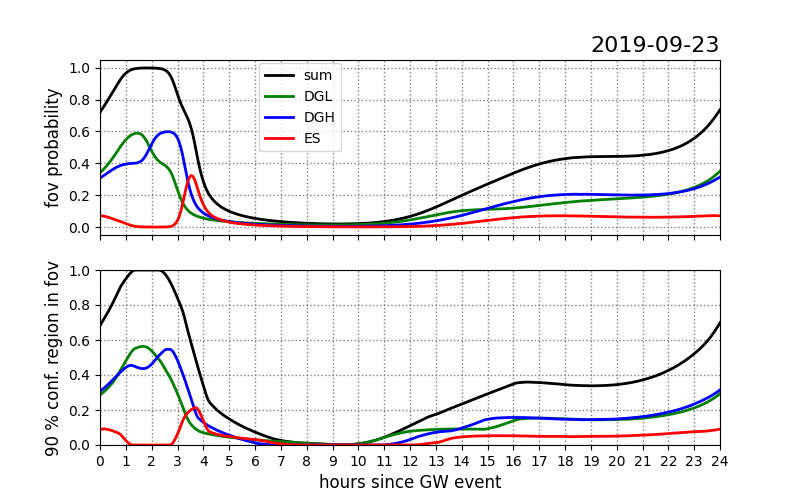 2019-09-23
1.0
0.8
0.6
0.4
0.2
0.0
fov probability
sum
DGL
DGH
ES
1.0
0.8
0.6
0.4
0.2
0.0
90 % conf. region in fov
0 1 2 3 4 5 6 7 8 9 10 11 12 13 14 15 16 17 18 19 20 21 22 23 24
hours since GW event